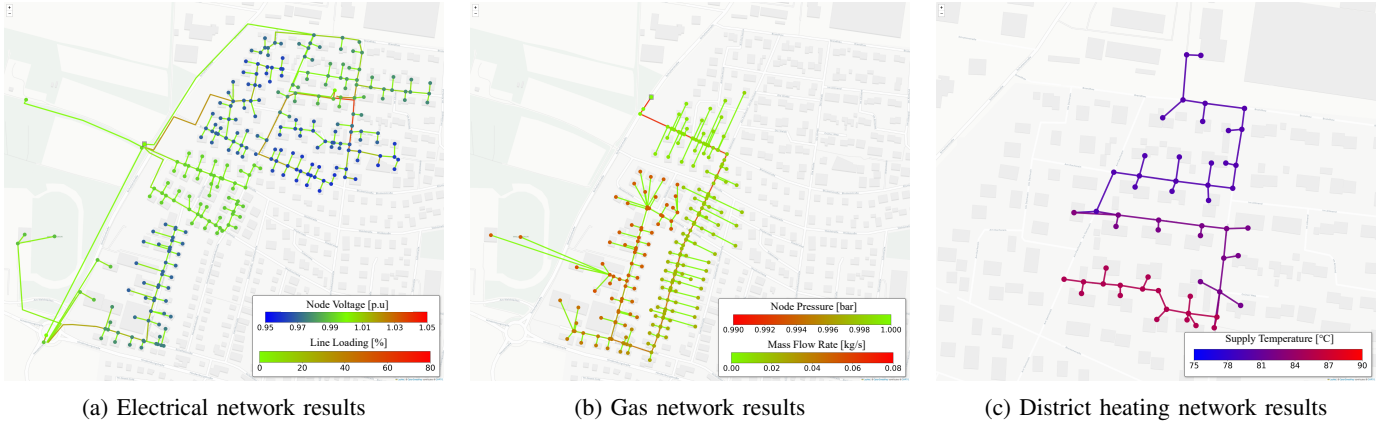 Node Voltage [p.u]
0.95 0.97 0.99 1.01 1.03 1.05
Line Loading [%]
0 20 40 60 80
Node Pressure [bar]
0.990 0.992 0.994 0.996 0.998 1.000
Mass Flow Rate [kg/s]
0.00 0.02 0.04 0.06 0.08
Supply Temperature [°C]
75 78 81 84 87 90
(a) Electrical network results
(b) Gas network results
(c) District heating network results